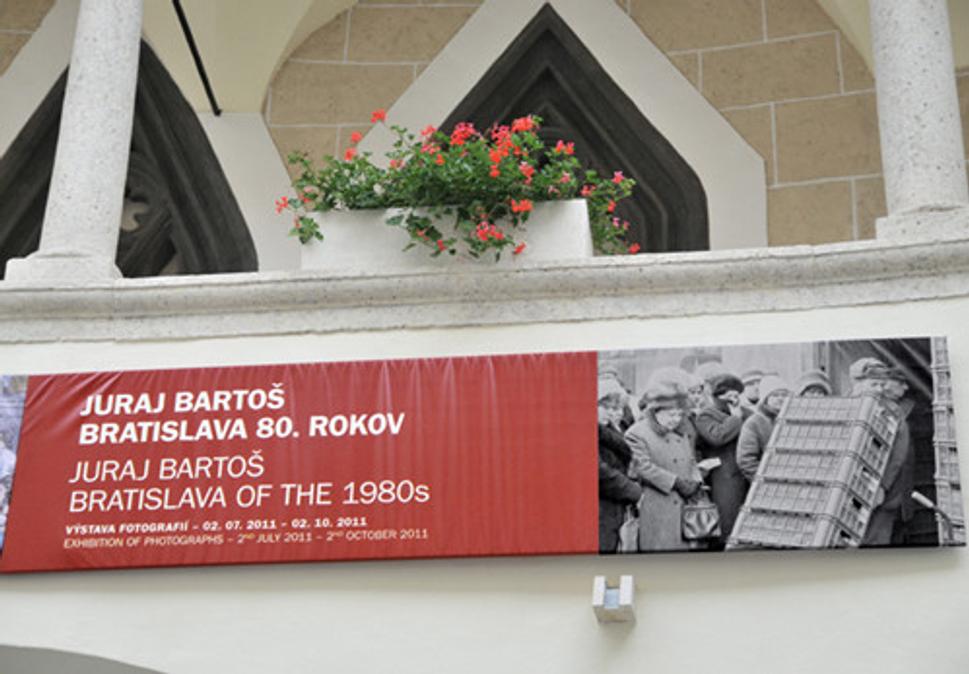 JURAJ BARTOŠ
BRATISLAVA 80. ROKOV
JURAJ BARTOŠ
BRATISLAVA OF THE 1980s
VÝSTAVA FOTOGRAFIÍ – 02. 07. 2011 – 02. 10. 2011
EXHIBITION OF PHOTOGRAPHS – 2ND JULY 2011 – 2ND OCTOBER 2011